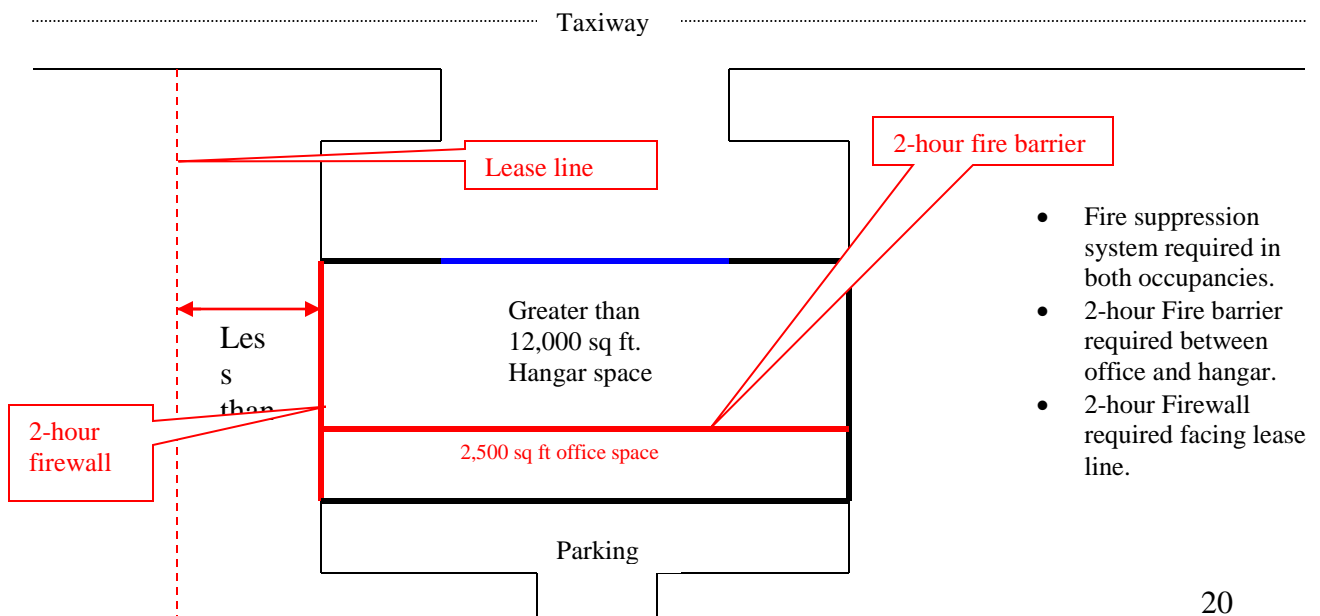 Taxiway
Lease line
2-hour fire barrier
• Fire suppression
system required in
both occupancies.
• 2-hour Fire barrier
required between
office and hangar.
• 2-hour Firewall
required facing lease
line.
Greater than
12,000 sq ft.
Hangar space
Les
s
than
2-hour
firewall
2,500 sq ft office space
Parking
20